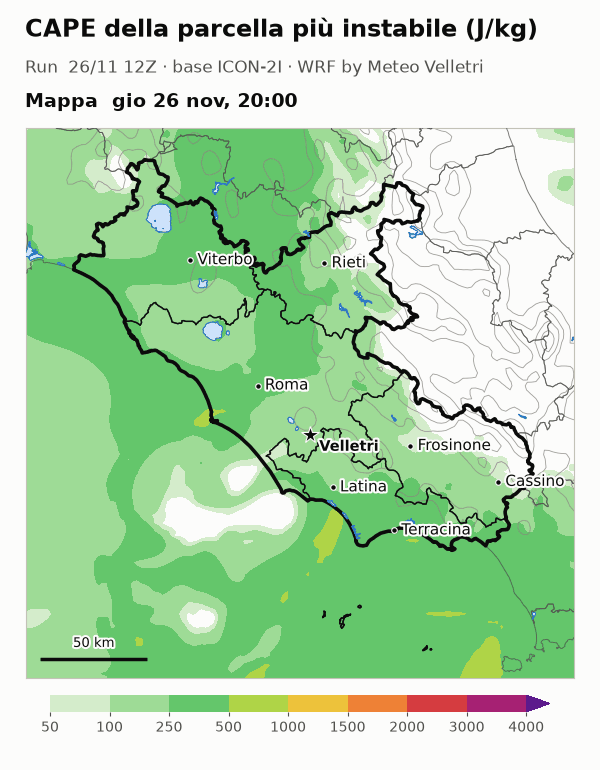 CAPE della parcella più instabile (J/kg)
Run  26/11 12Z · base ICON-2I · WRF by Meteo Velletri
Mappa  gio 26 nov, 20:00
Viterbo
Rieti
Roma
Velletri
Frosinone
Cassino
Latina
Terracina
50 km
50 100 250 500 1000 1500 2000 3000 4000